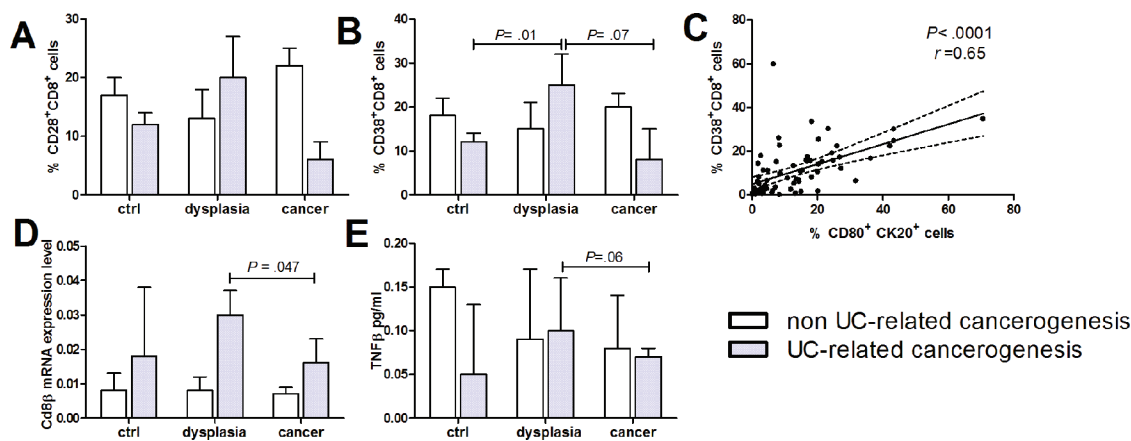 A
% CD28+CD8+ cells
30
20
10
0
ctrl dysplasia cancer
B
% CD38+CD8+ cells
40
30
20
10
0
P= .01
P= .07
ctrl dysplasia cancer
C
% CD38+CD8+ cells
80
60
40
20
0
P< .0001
r =0.65
0 20 40 60 80
% CD80+ CK20+ cells
D
Cd8β mRNA expression level
0.05
0.04
0.03
0.02
0.01
0.00
P = .047
ctrl dysplasia cancer
E
TNFβ pg/ml
0.20
0.15
0.10
0.05
0.00
P=.06
ctrl dysplasia cancer
non UC-related cancerogenesis
UC-related cancerogenesis